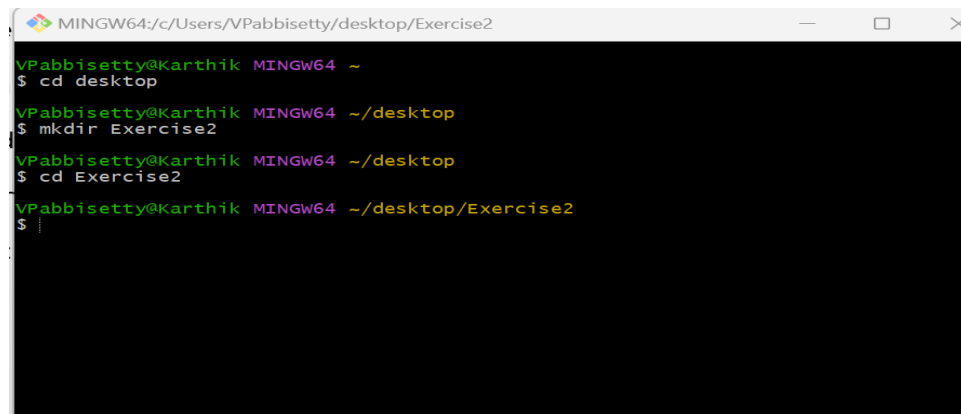 MINGW64:/c/Users/VPabbisetty/desktop/Exercise2
VPabbisetty@Karthik MINGW64 ~
$ cd desktop
VPabbisetty@Karthik MINGW64 ~/desktop
$ mkdir Exercise2
VPabbisetty@Karthik MINGW64 ~/desktop
$ cd Exercise2
VPabbisetty@Karthik MINGW64 ~/desktop/Exercise2
$